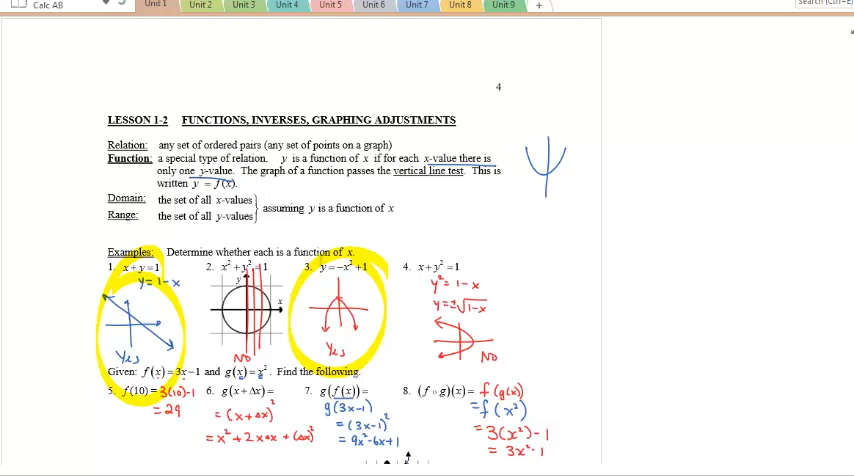 Calc AB
Unit 1 Unit 2 Unit 3 Unit 4 Unit 5 Unit 6 Unit 7 Unit 8 Unit 9 +
Search (Ctrl+E)
4
LESSON 1-2 FUNCTIONS, INVERSES, GRAPHING ADJUSTMENTS
Relation: any set of ordered pairs (any set of points on a graph)
Function: a special type of relation. y is a function of x if for each x-value there is
only one y-value. The graph of a function passes the vertical line test. This is
written y = f(x).
Domain: the set of all x-values
Range: the set of all y-values
} assuming y is a function of x
Examples: Determine whether each is a function of x.
1. x + y = 1 2. x² + y² = 1 3. y = −x² + 1 4. x + y² = 1
y = 1 - x
y² = 1 - x
y = ±√1-x
y
x
Yes
NO
Yes
NO
Given: f(x) = 3x − 1 and g(x) = x². Find the following.
5. f(10) = 3(10)-1 6. g(x + Δx) = 7. g(f(x)) = 8. (f ∘ g)(x) = f(g(x))
= 29
= (x + Δx)²
= x² + 2xΔx + (Δx)²
g(3x-1)
= (3x-1)²
= 9x² - 6x + 1
= f(x²)
= 3(x²) - 1
= 3x² - 1